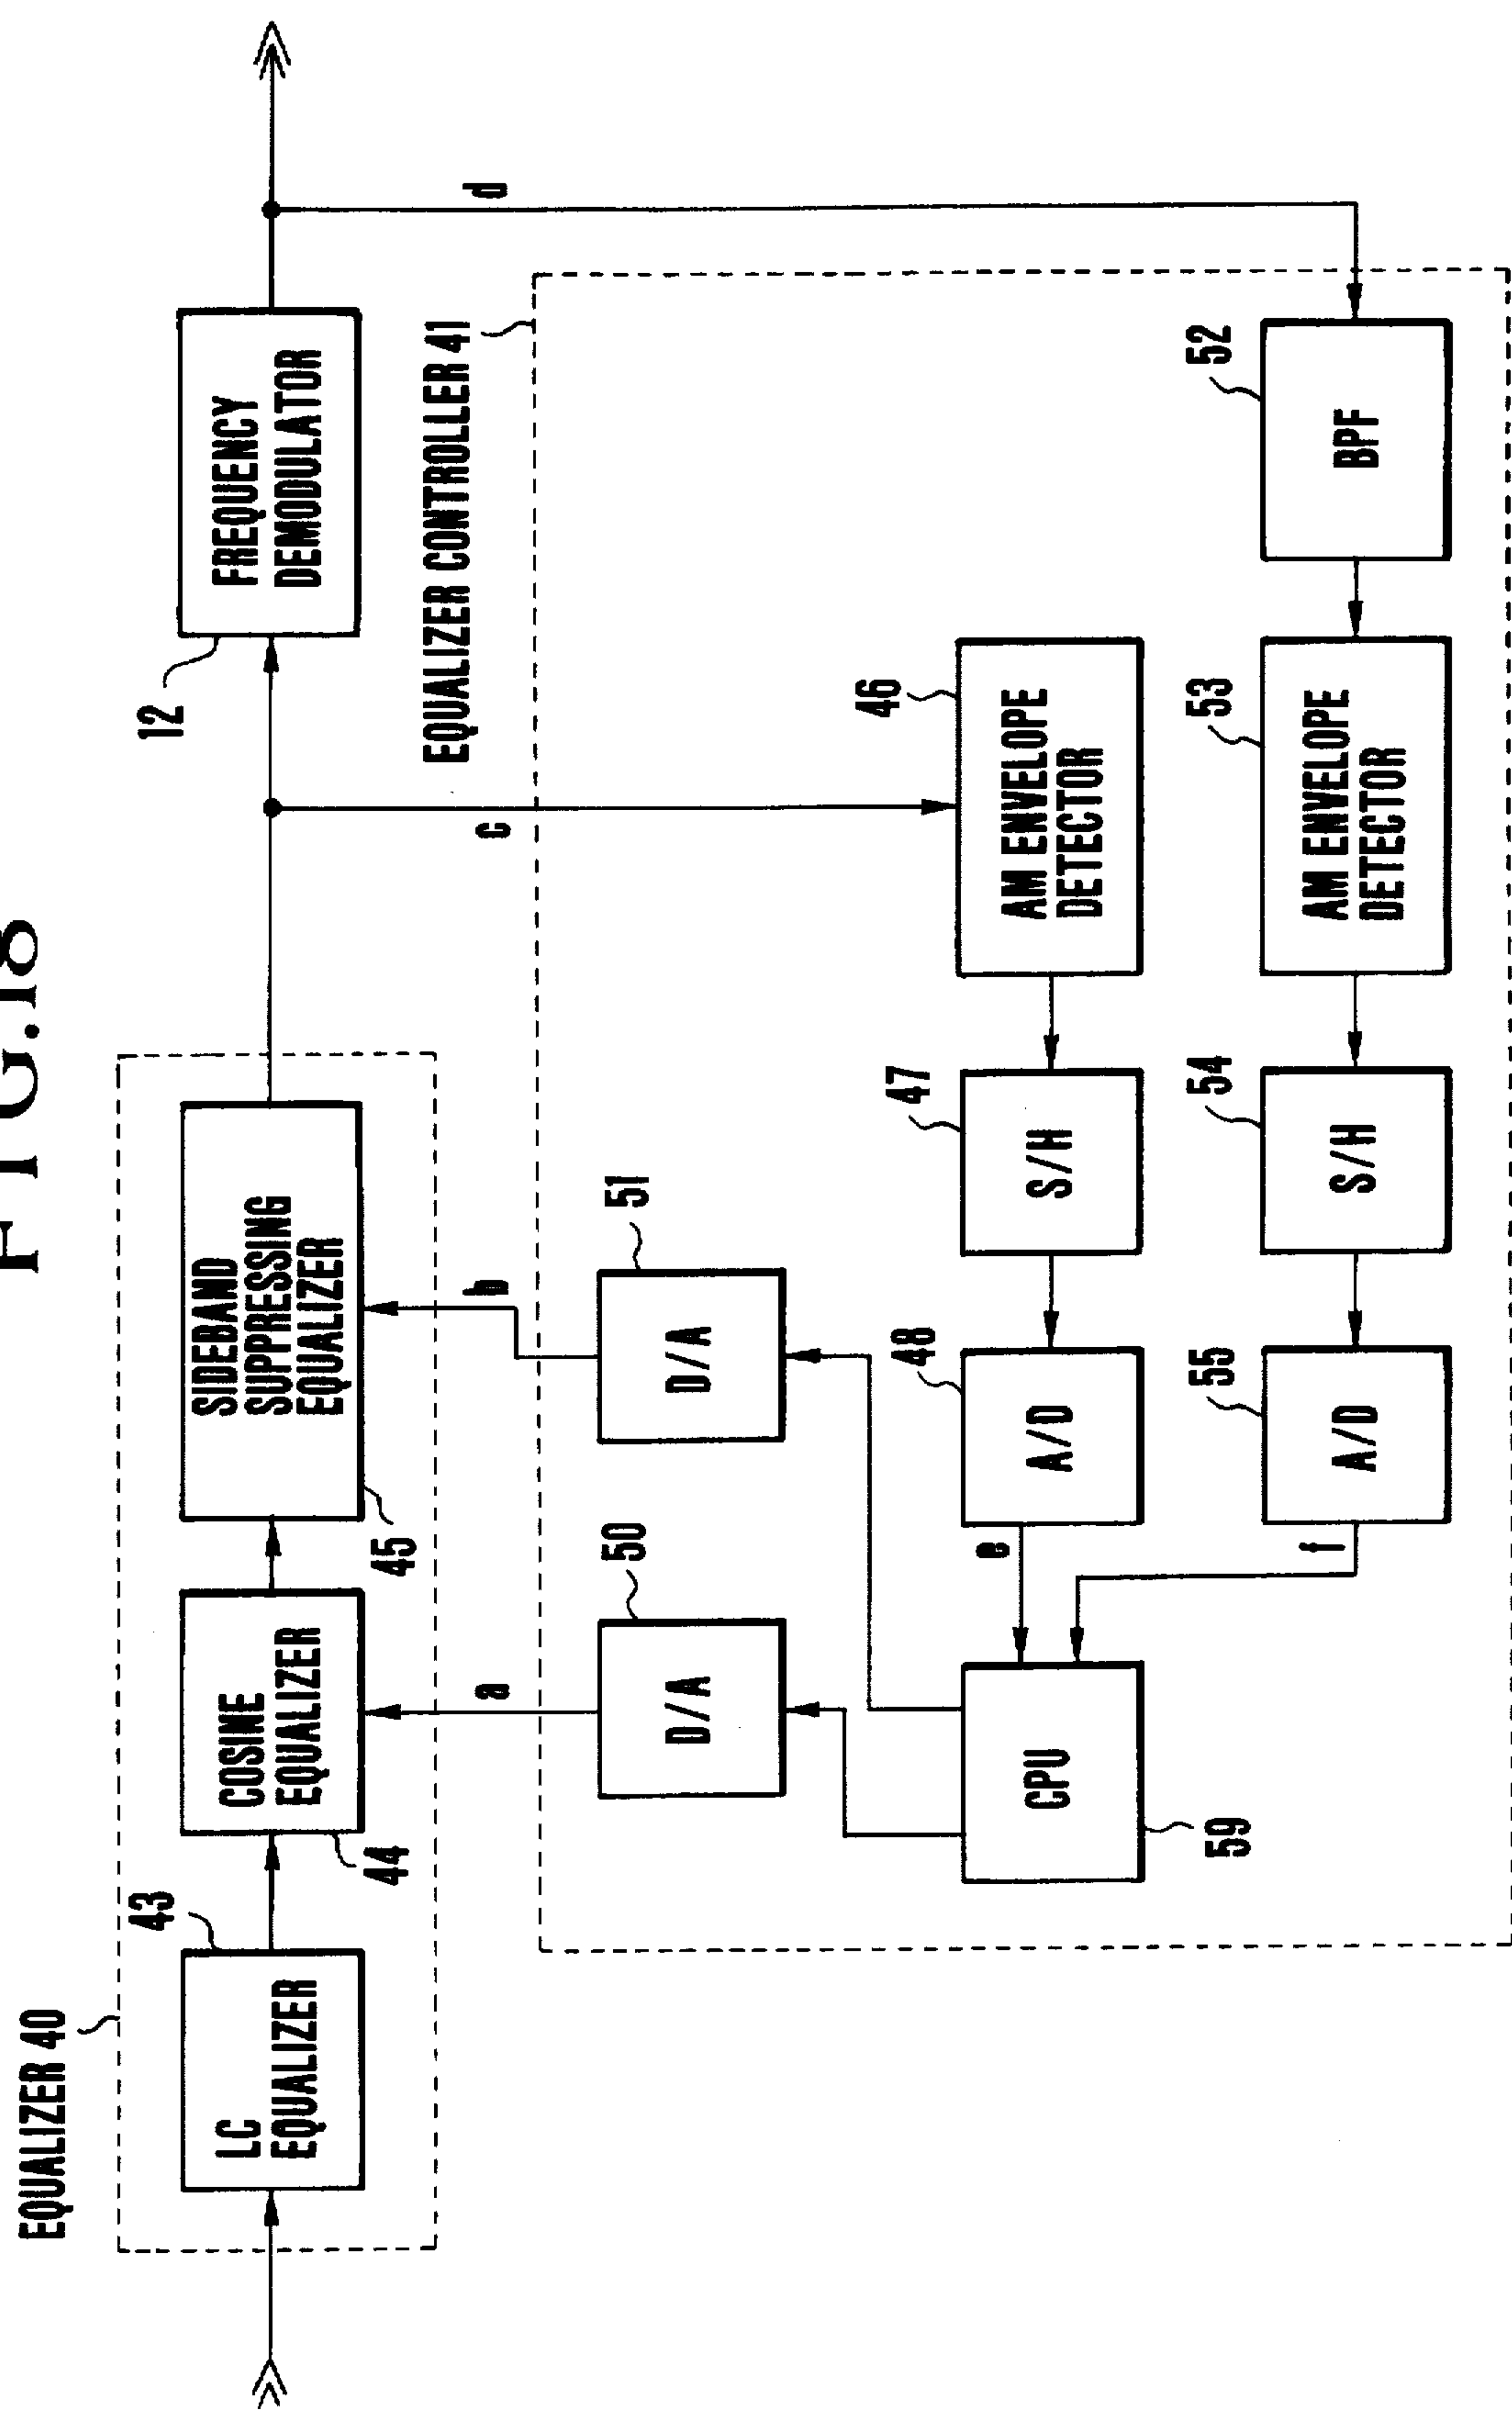 FIG.18
EQUALIZER 40
43
LC
EQUALIZER
44
COSINE
EQUALIZER
45
SIDEBAND
SUPPRESSING
EQUALIZER
12
FREQUENCY
DEMODULATOR
a
b
c
d
EQUALIZER CONTROLLER 41
50
D/A
51
D/A
59
CPU
e
48
A/D
47
S/H
46
AM ENVELOPE
DETECTOR
f
55
A/D
54
S/H
53
AM ENVELOPE
DETECTOR
52
BPF